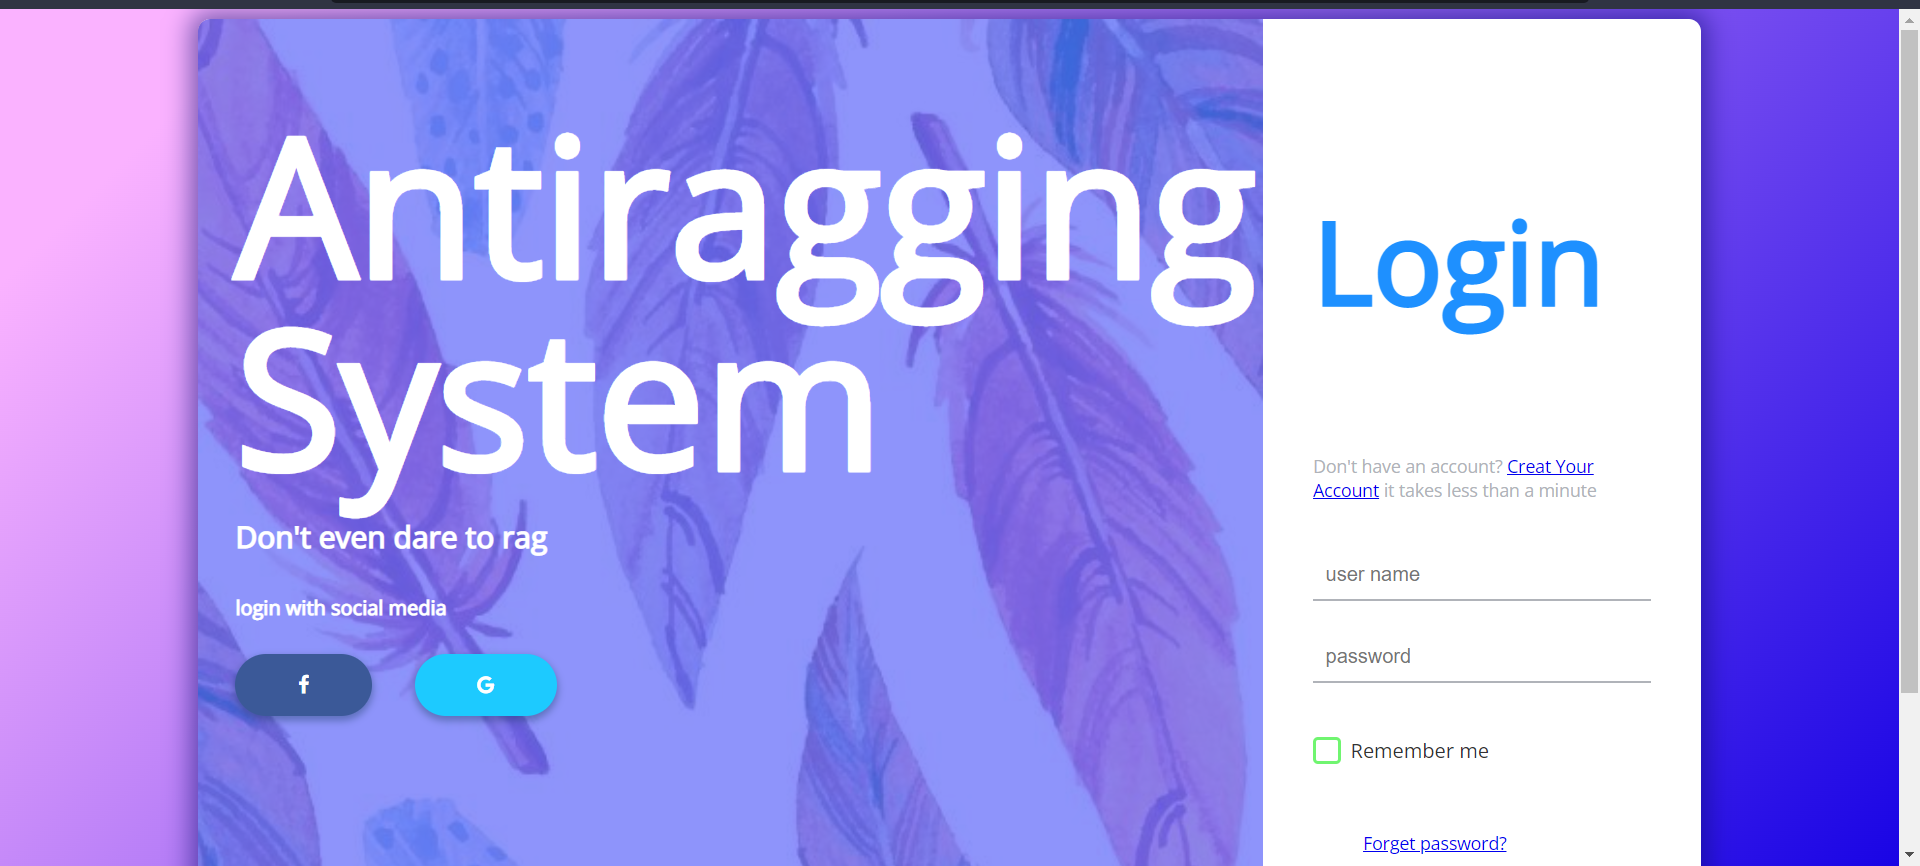 Antiragging
System
Don't even dare to rag
login with social media
Login
Don't have an account? Creat Your
Account it takes less than a minute
user name
password
Remember me
Forget password?